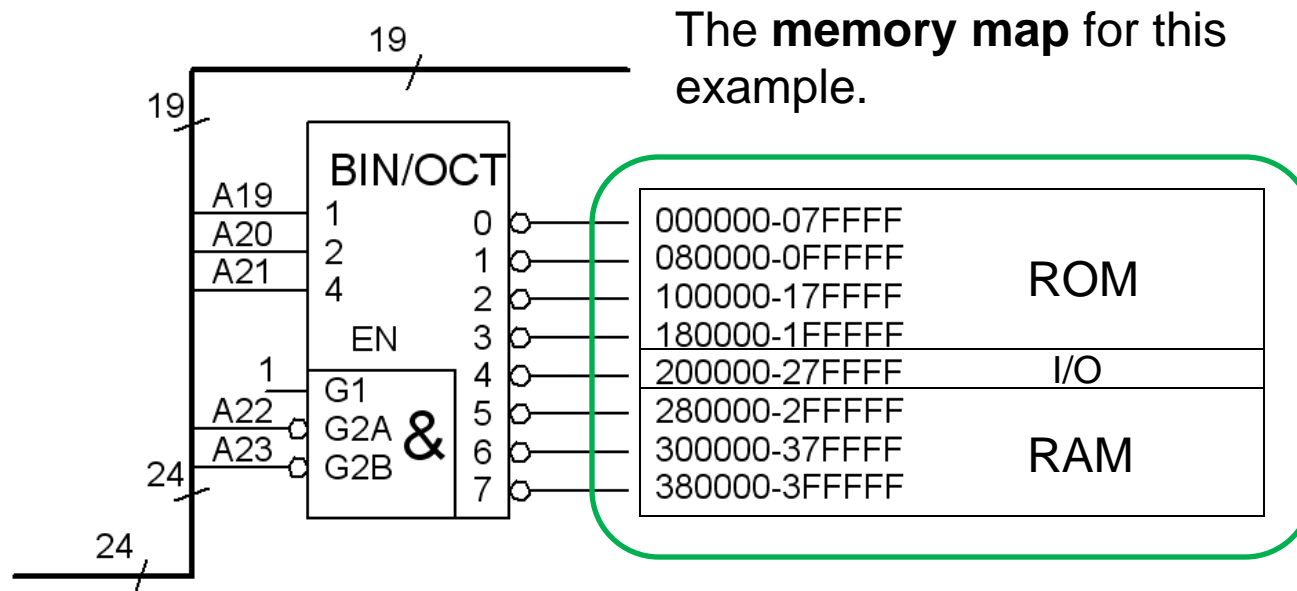 The memory map for this
example.
19
19
BIN/OCT
A19 1
A20 2
A21 4
EN
1 G1
A22 G2A &
A23 G2B
24
24
0 000000-07FFFF
1 080000-0FFFFF
2 100000-17FFFF
3 180000-1FFFFF
ROM
4 200000-27FFFF I/O
5 280000-2FFFFF
6 300000-37FFFF
7 380000-3FFFFF
RAM